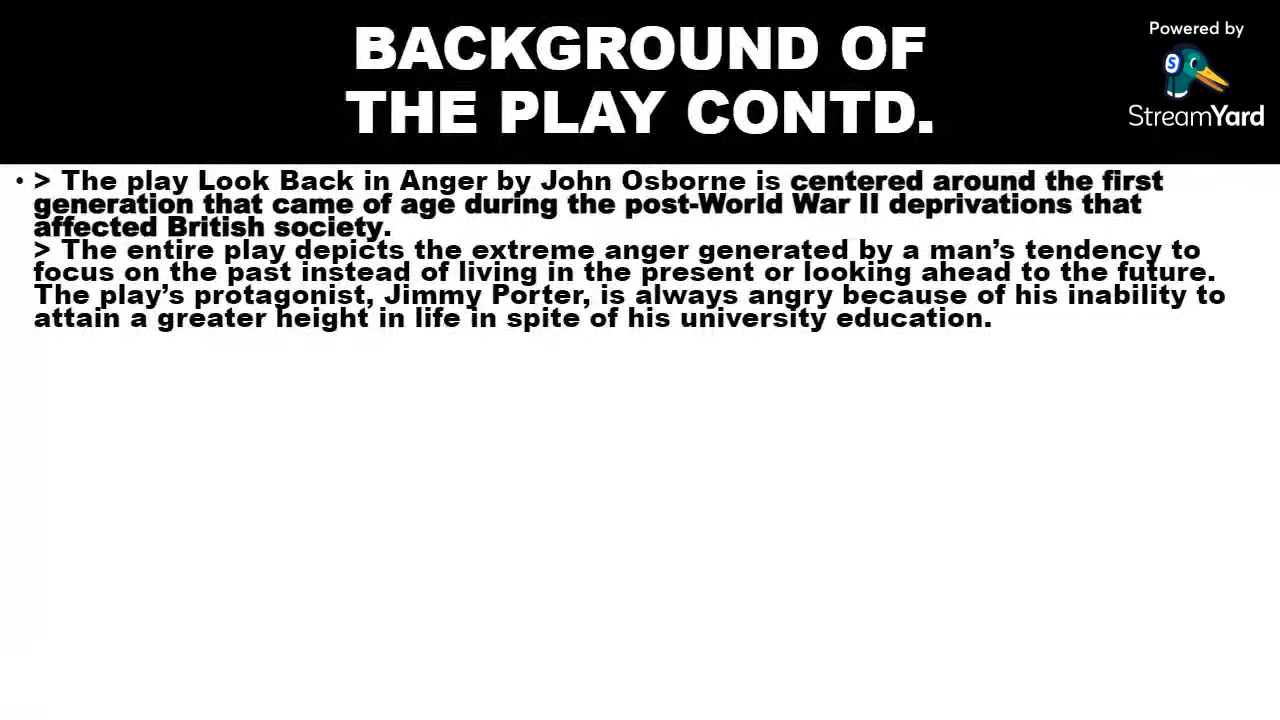 BACKGROUND OF
THE PLAY CONTD.
Powered by
S
StreamYard
• > The play Look Back in Anger by John Osborne is centered around the first
generation that came of age during the post-World War II deprivations that
affected British society.
> The entire play depicts the extreme anger generated by a man’s tendency to
focus on the past instead of living in the present or looking ahead to the future.
The play’s protagonist, Jimmy Porter, is always angry because of his inability to
attain a greater height in life in spite of his university education.